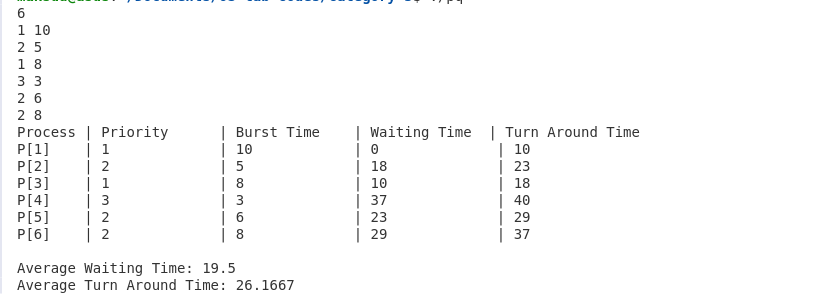 6
1 10
2 5
1 8
3 3
2 6
2 8
Process | Priority | Burst Time | Waiting Time | Turn Around Time
P[1] | 1 | 10 | 0 | 10
P[2] | 2 | 5 | 18 | 23
P[3] | 1 | 8 | 10 | 18
P[4] | 3 | 3 | 37 | 40
P[5] | 2 | 6 | 23 | 29
P[6] | 2 | 8 | 29 | 37
Average Waiting Time: 19.5
Average Turn Around Time: 26.1667